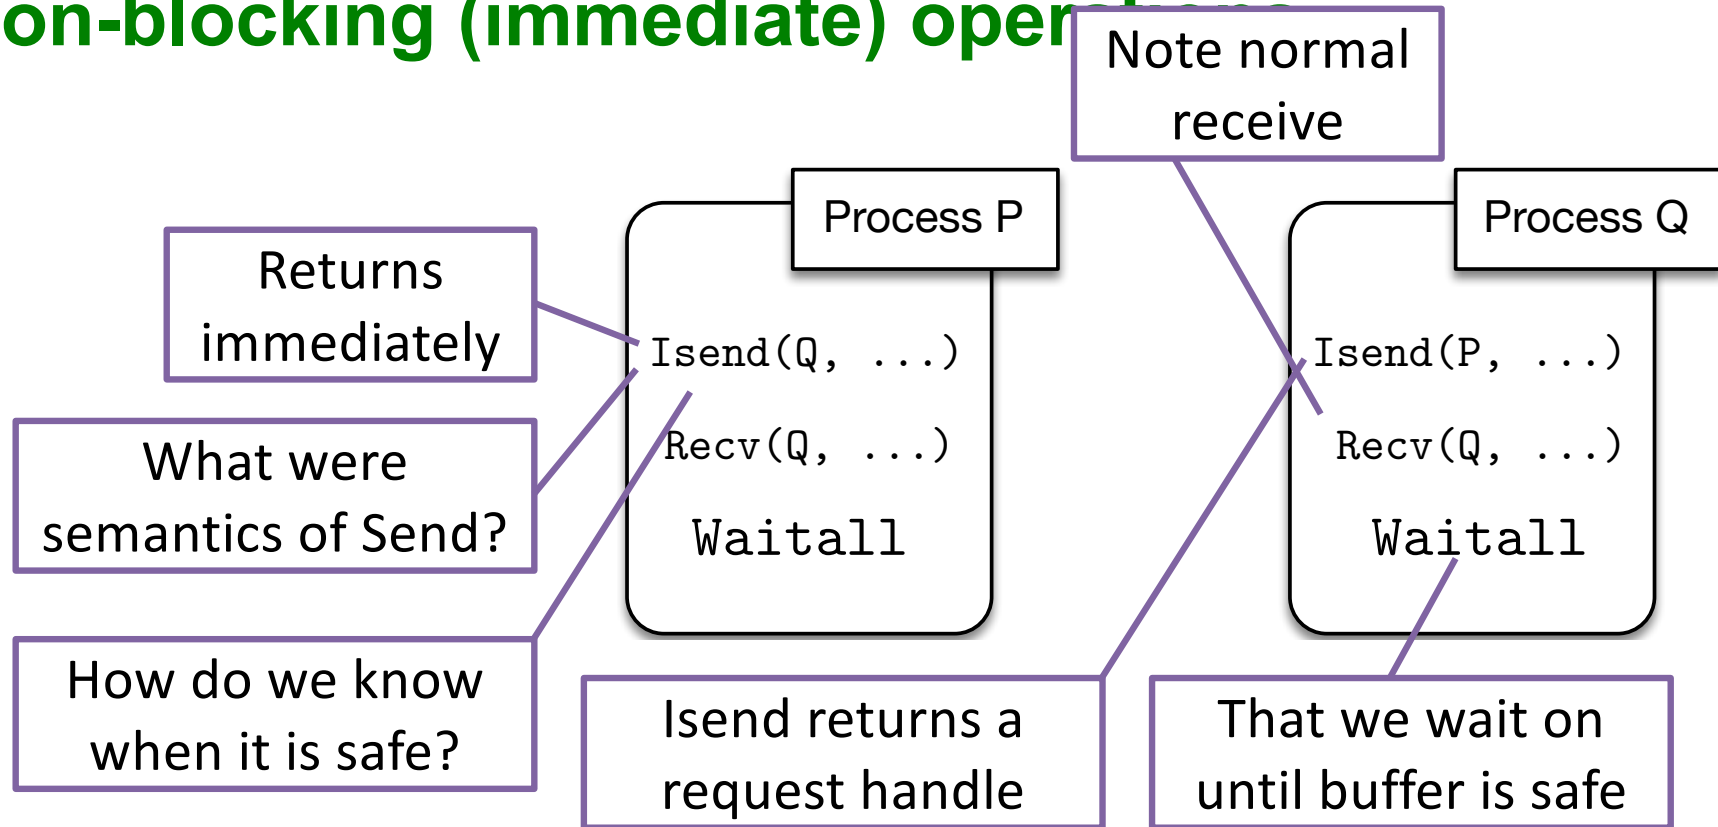 on-blocking (immediate) operations
Note normal
receive
Process P
Process Q
Returns
immediately
Isend(Q, ...)
Isend(P, ...)
What were
semantics of Send?
Recv(Q, ...)
Recv(Q, ...)
Waitall
Waitall
How do we know
when it is safe?
Isend returns a
request handle
That we wait on
until buffer is safe